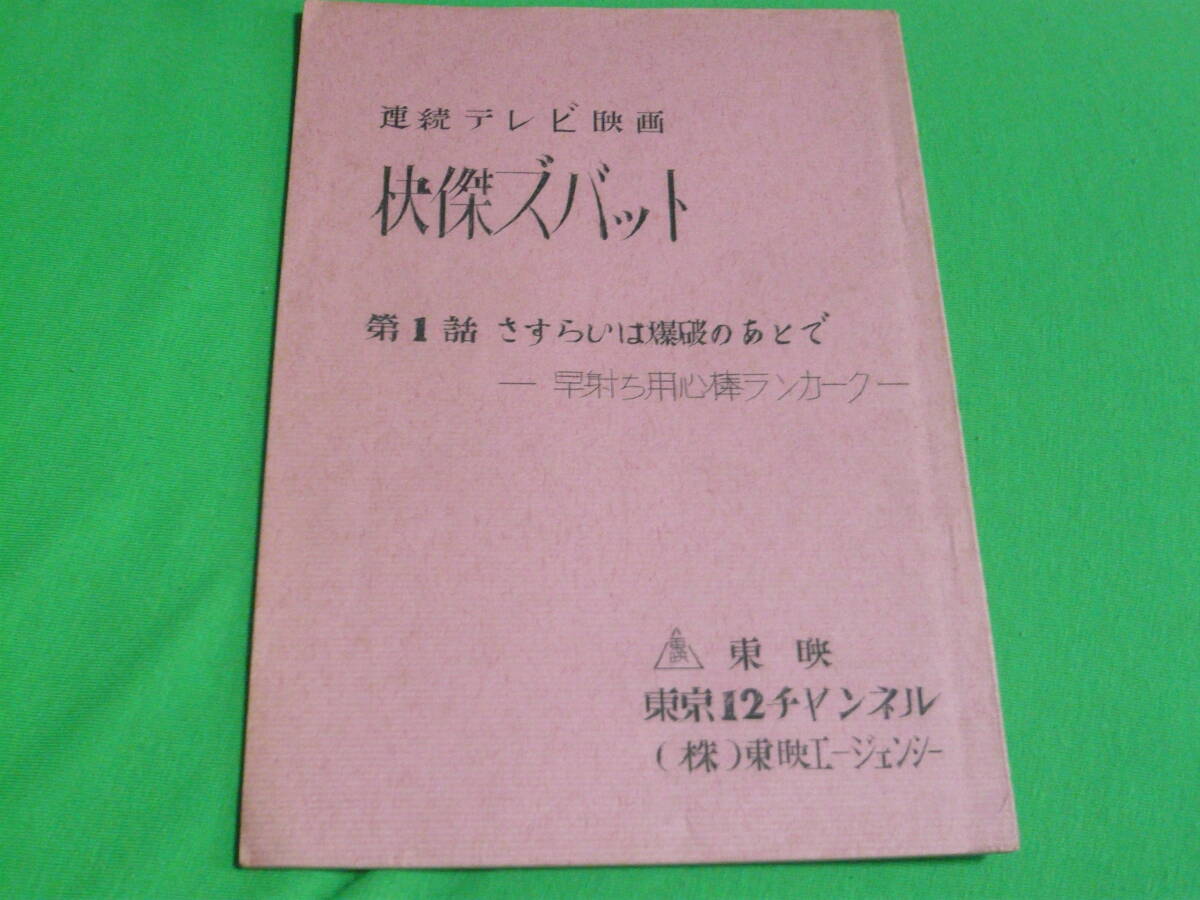 連続テレビ映画
快傑ズバット
第1話 さすらいは爆破のあとで
― 早射ち用心棒ランカーク ―
東映 東映
東京12チャンネル
(株)東映エージェンシー